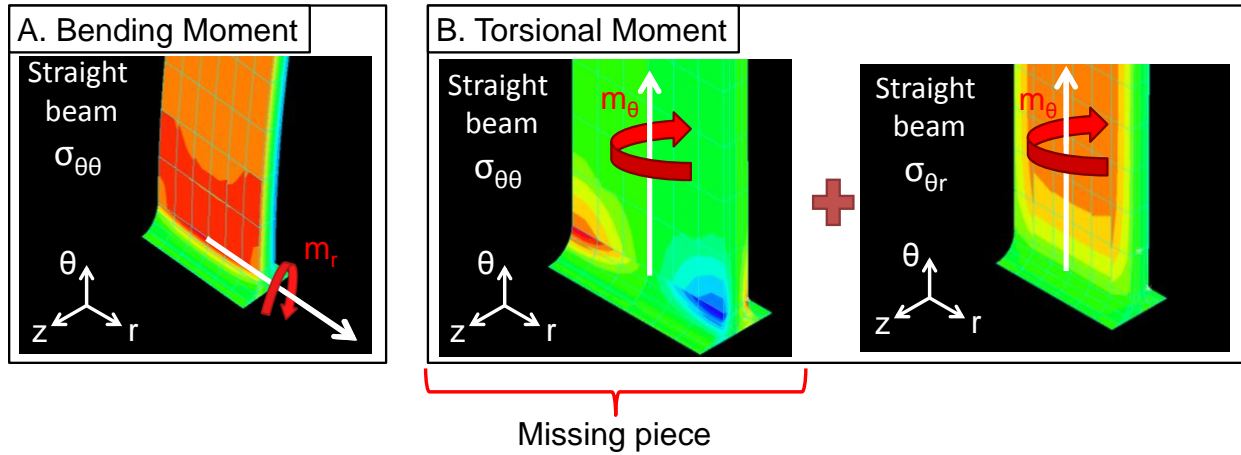 A. Bending Moment
Straight
beam
σθθ
mr
θ
z
r
B. Torsional Moment
Straight
beam
σθθ
mθ
θ
z
r
Straight
beam
σθr
mθ
θ
z
r
Missing piece